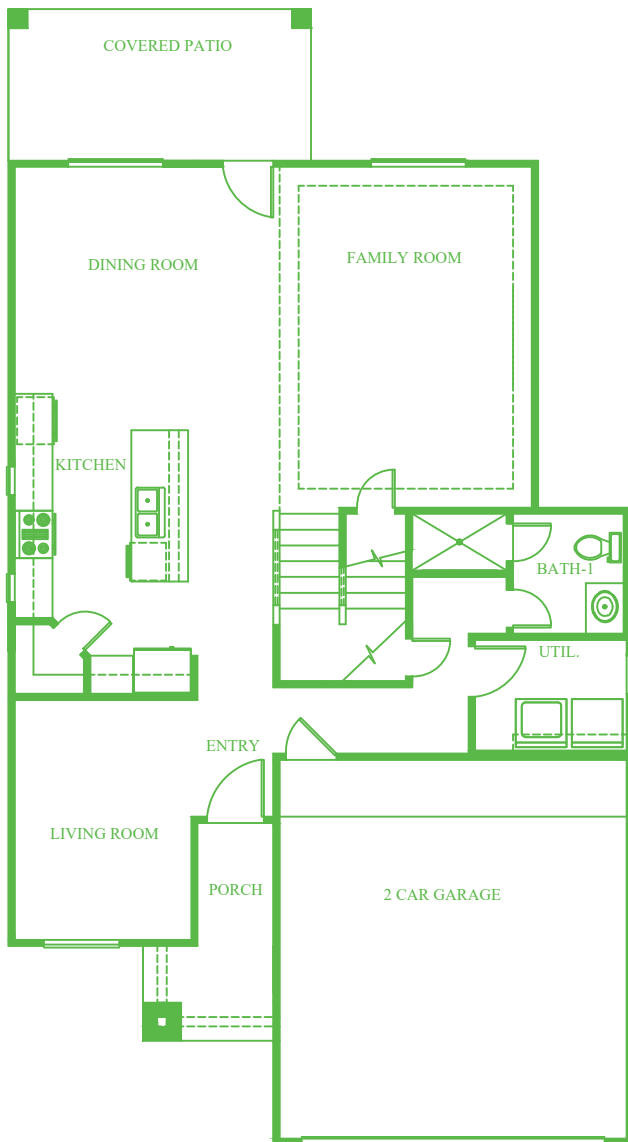 COVERED PATIO
DINING ROOM
FAMILY ROOM
KITCHEN
BATH-1
UTIL.
ENTRY
LIVING ROOM
PORCH
2 CAR GARAGE